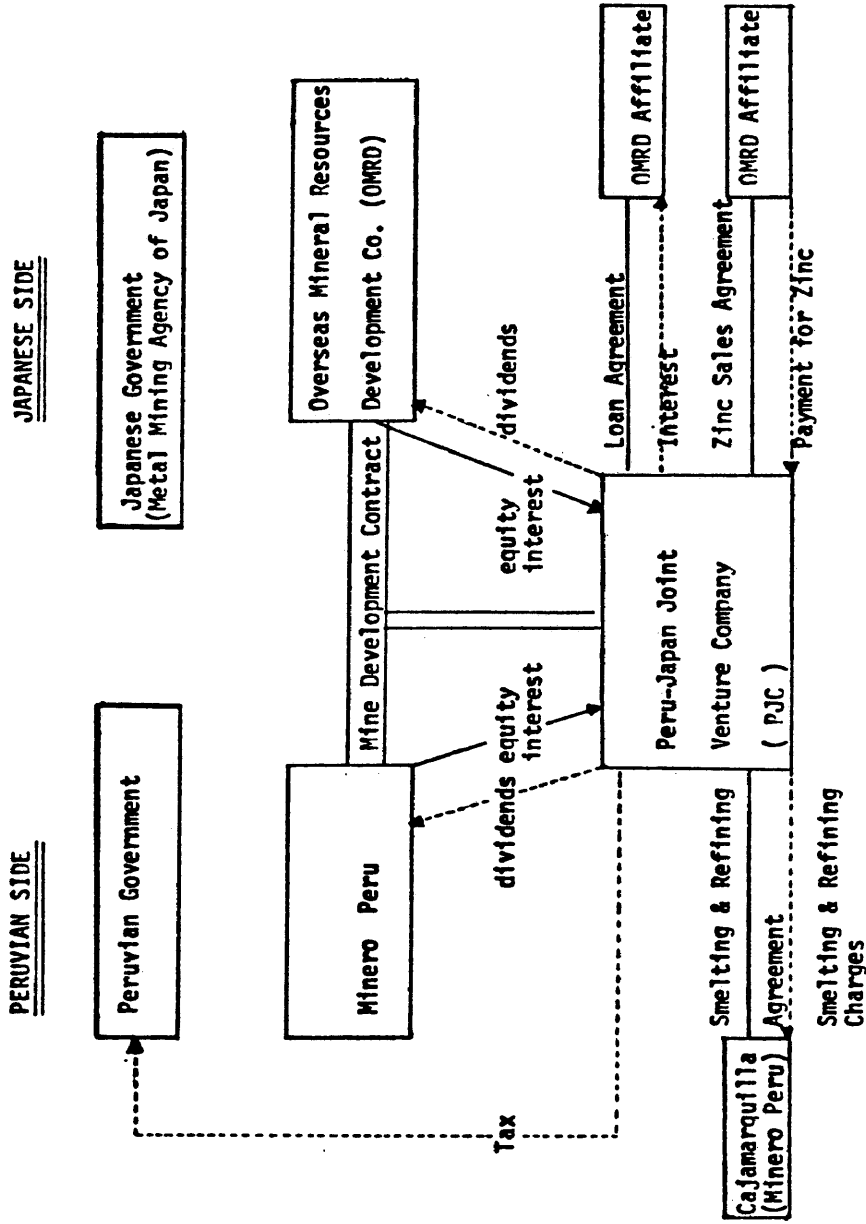 PERUVIAN SIDE
JAPANESE SIDE
Peruvian Government
Japanese Government
(Metal Mining Agency of Japan)
Minero Peru
Mine Development Contract
Overseas Mineral Resources
Development Co. (OMRD)
dividends
equity
interest
equity
interest
dividends
Tax
Peru-Japan Joint
Venture Company
( PJC )
Loan Agreement
Interest
OMRD Affiliate
Zinc Sales Agreement
Payment for Zinc
OMRD Affiliate
Smelting & Refining
Agreement
Smelting & Refining
Charges
Cajamarquilla
(Minero Peru)